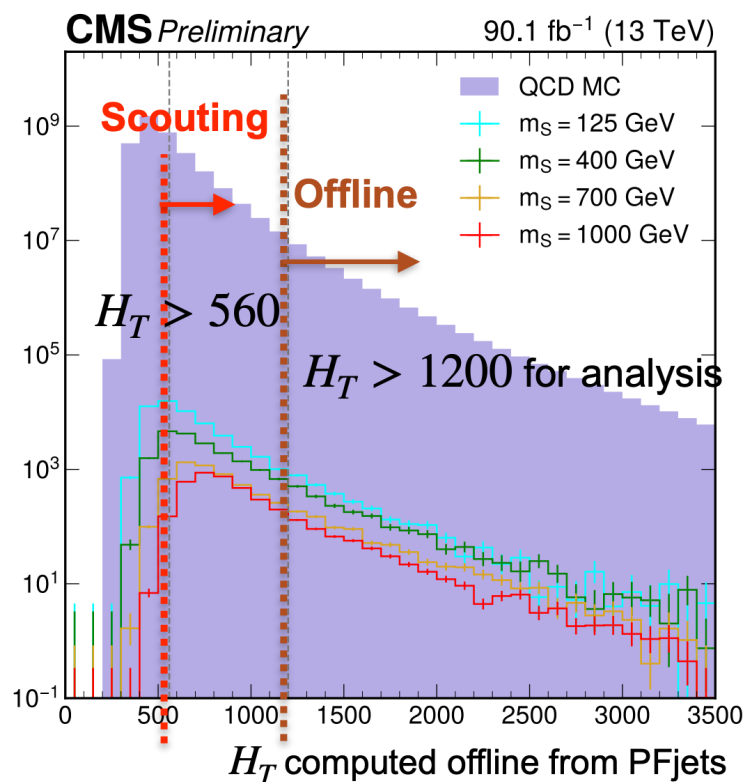 CMS Preliminary 90.1 fb⁻¹ (13 TeV)
QCD MC
m_S = 125 GeV
m_S = 400 GeV
m_S = 700 GeV
m_S = 1000 GeV
Scouting
Offline
H_T > 560
H_T > 1200 for analysis
10⁹
10⁷
10⁵
10³
10¹
10⁻¹
0 500 1000 1500 2000 2500 3000 3500
H_T computed offline from PFjets